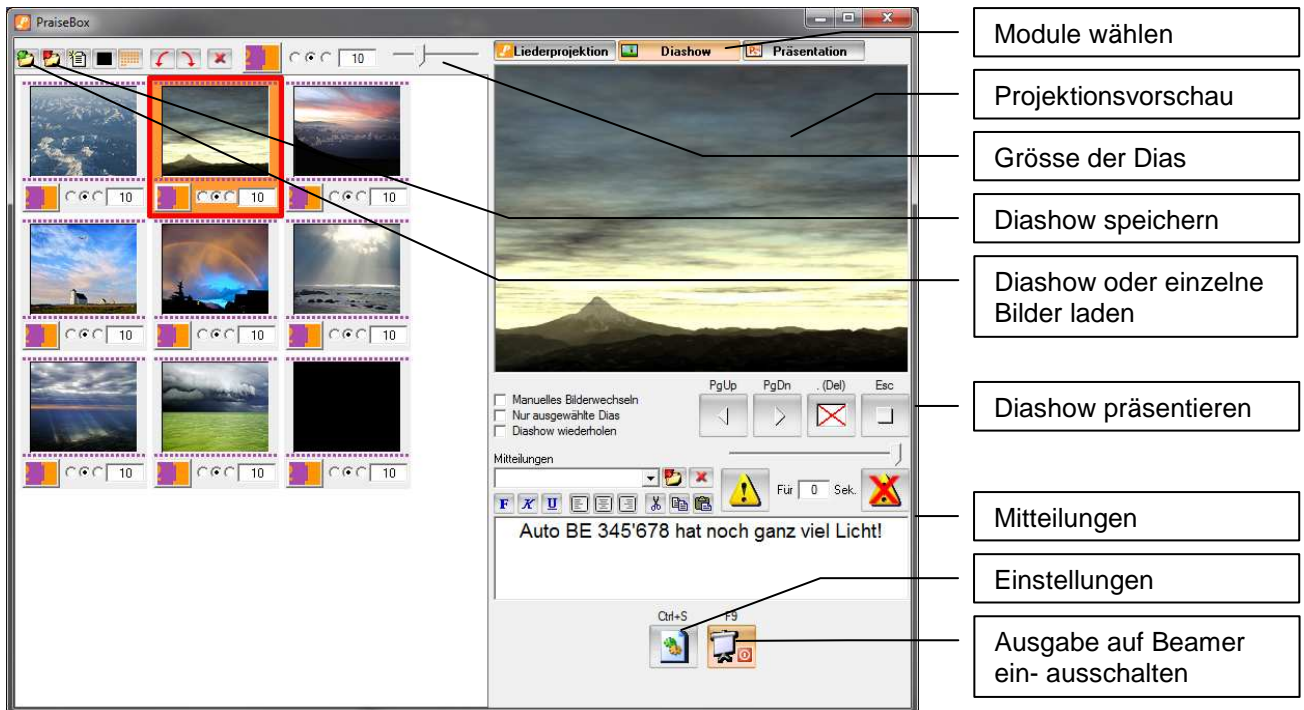 PraiseBox
10
Liederprojektion Diashow Präsentation
10 10 10
10 10 10
10 10 10
PgUp PgDn . (Del) Esc
Manuelles Bilderwechseln
Nur ausgewählte Dias
Diashow wiederholen
Mitteilungen
Für 0 Sek.
F K U
Auto BE 345'678 hat noch ganz viel Licht!
Ctrl+S F9
Module wählen
Projektionsvorschau
Grösse der Dias
Diashow speichern
Diashow oder einzelne
Bilder laden
Diashow präsentieren
Mitteilungen
Einstellungen
Ausgabe auf Beamer
ein- ausschalten